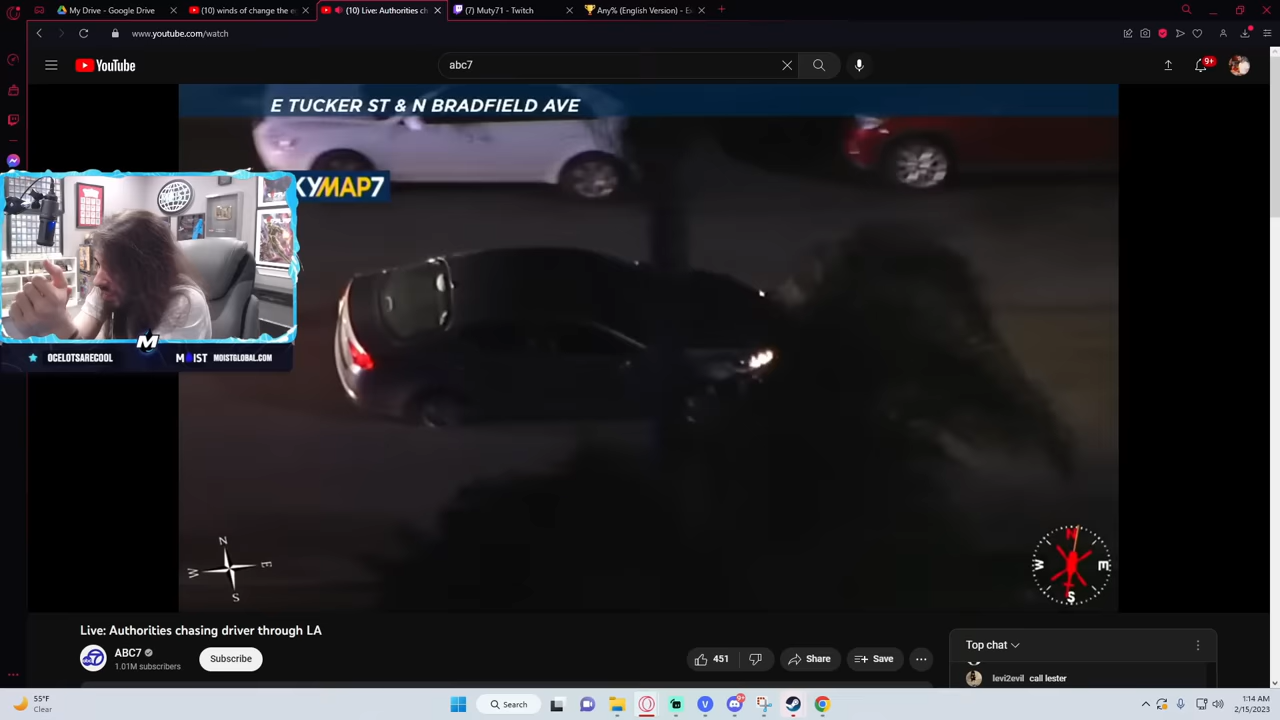 My Drive - Google Drive
(10) winds of change the e
(10) Live: Authorities ch
(7) Muty71 - Twitch
Any% (English Version) - E
www.youtube.com/watch
YouTube
abc7
9+
E TUCKER ST & N BRADFIELD AVE
KYMAP7
OCELOTSARECOOL
M
MOIST
MOISTGLOBAL.COM
N
W E
S
N
W E
S
Live: Authorities chasing driver through LA
ABC7
1.01M subscribers
Subscribe
451
Share
Save
Top chat
levi2evil call lester
55°F
Clear
Search
1:14 AM
2/15/2023